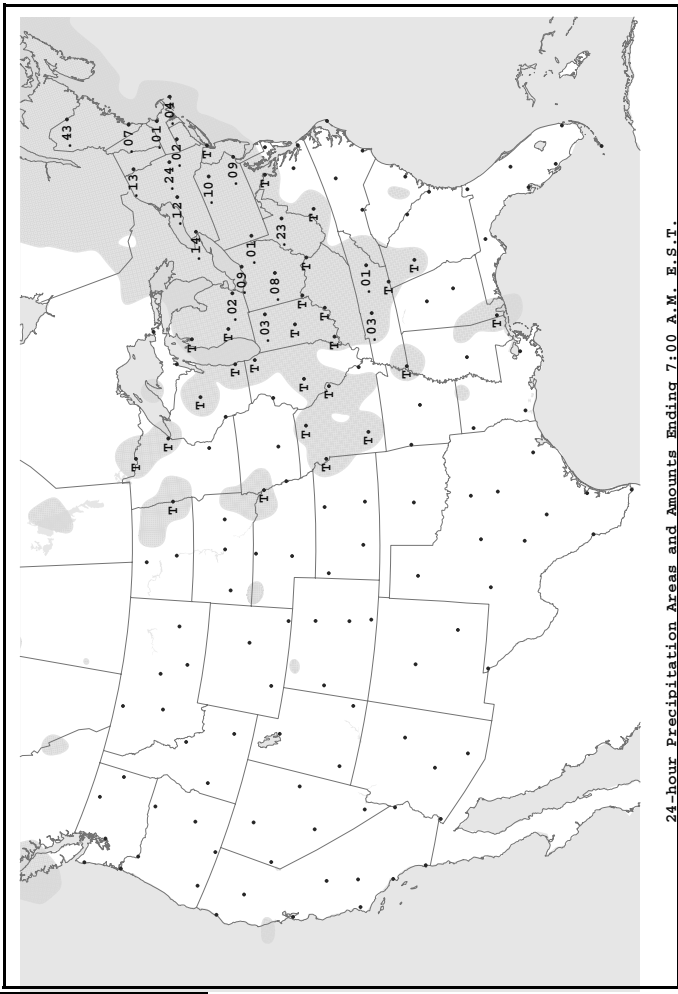 .43
.07
T
.13
.01
T
.24
.04
T
.12
.02
T
.14
T
T
.10
T
.02
.09
T
.09
.01
T
T
.03
T
.08
.23
T
T
T
T
T
T
T
T
T
T
.01
T
.03
T
T
T
T
24-hour Precipitation Areas and Amounts Ending 7:00 A.M. E.S.T.